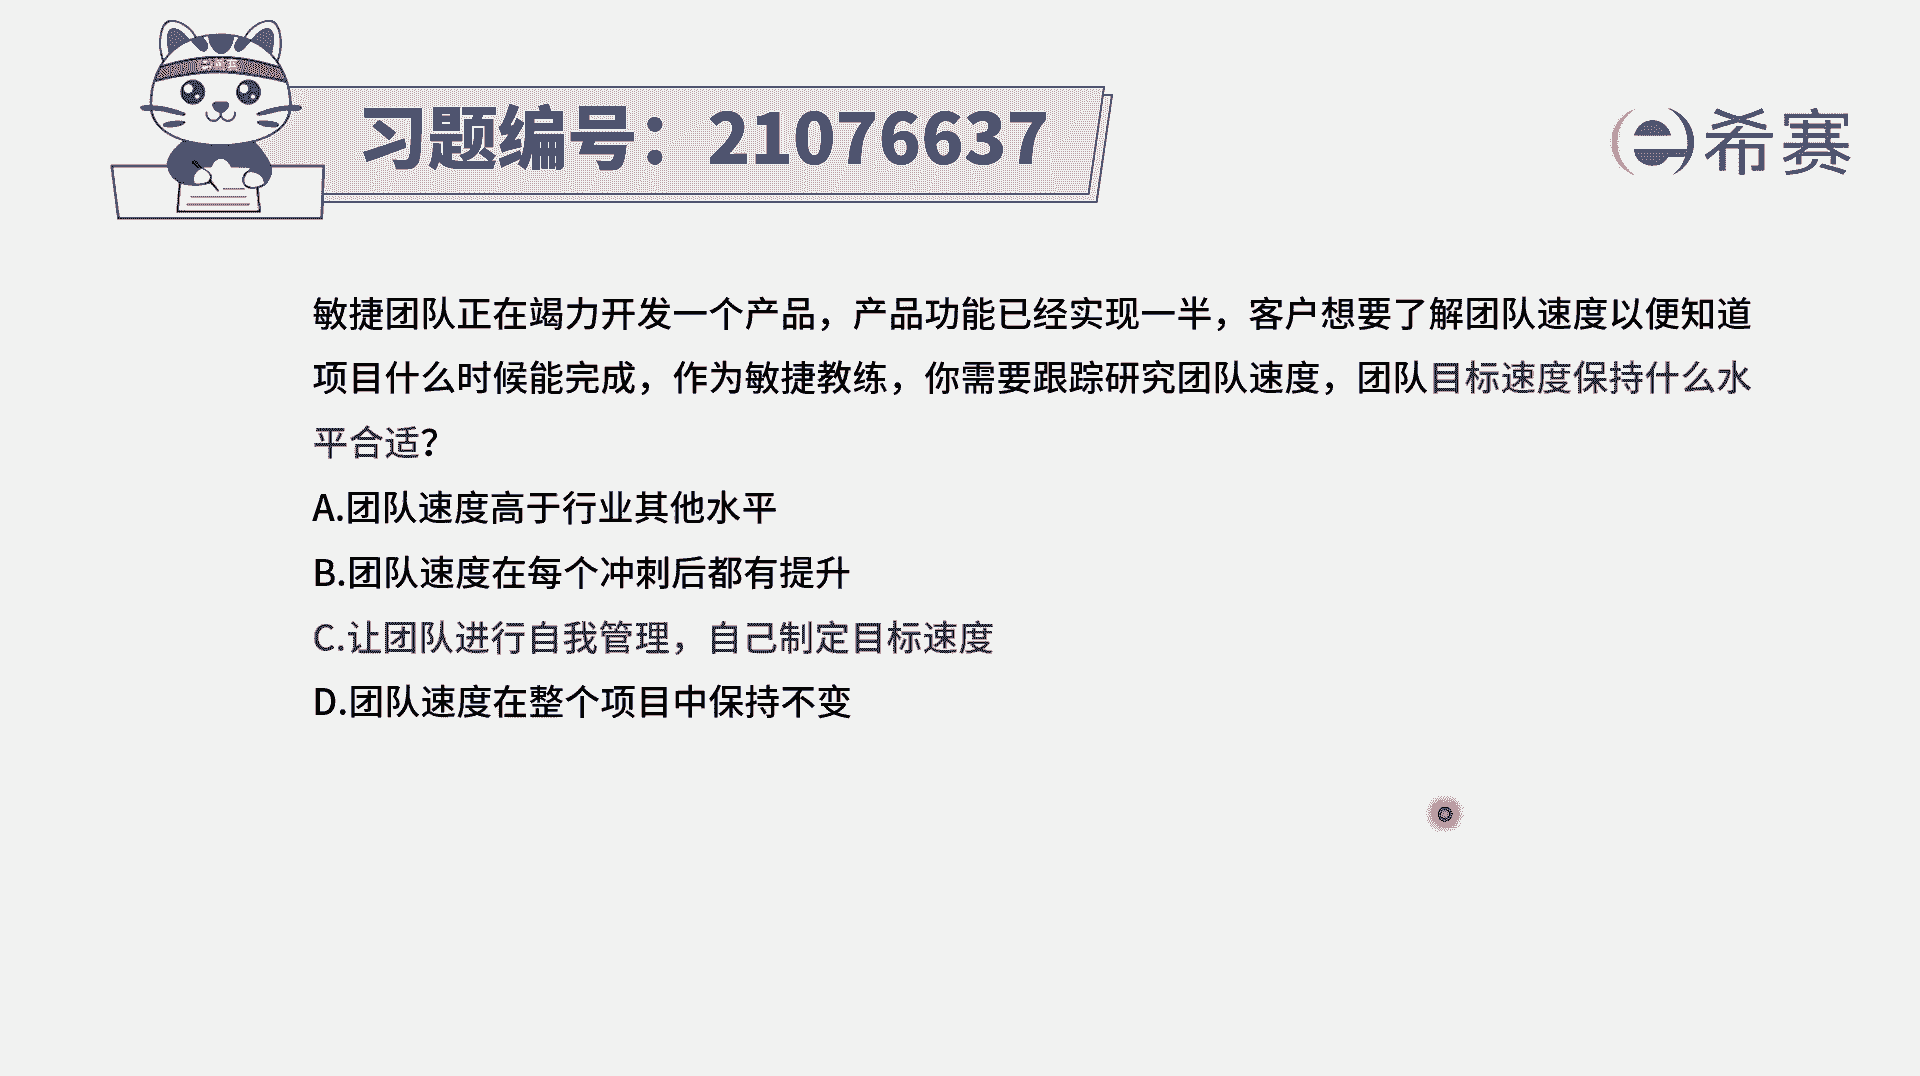 习题编号：21076637
希赛
敏捷团队正在竭力开发一个产品，产品功能已经实现一半，客户想要了解团队速度以便知道
项目什么时候能完成，作为敏捷教练，你需要跟踪研究团队速度，团队目标速度保持什么水
平合适？
A.团队速度高于行业其他水平
B.团队速度在每个冲刺后都有提升
C.让团队进行自我管理，自己制定目标速度
D.团队速度在整个项目中保持不变